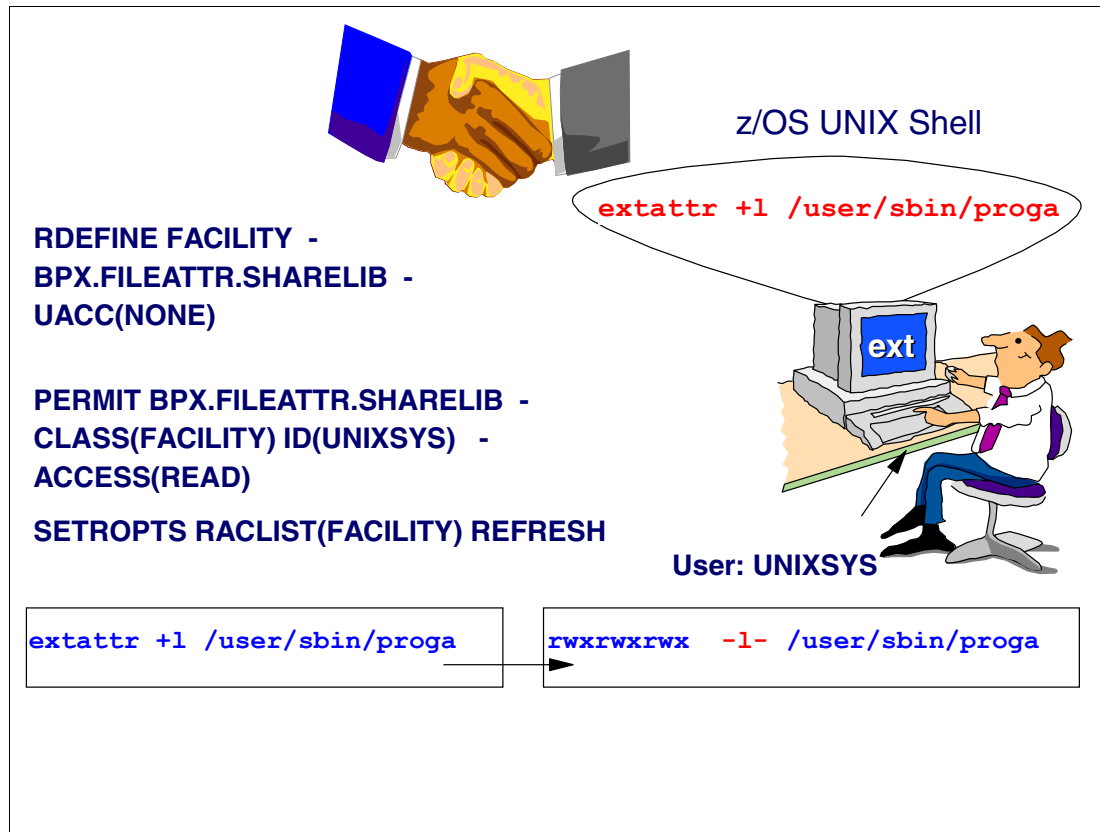 z/OS UNIX Shell
extattr +l /user/sbin/proga
RDEFINE FACILITY -
BPX.FILEATTR.SHARELIB -
UACC(NONE)
ext
PERMIT BPX.FILEATTR.SHARELIB -
CLASS(FACILITY) ID(UNIXSYS) -
ACCESS(READ)
SETROPTS RACLIST(FACILITY) REFRESH
User: UNIXSYS
extattr +l /user/sbin/proga
rwxrwxrwx -l- /user/sbin/proga